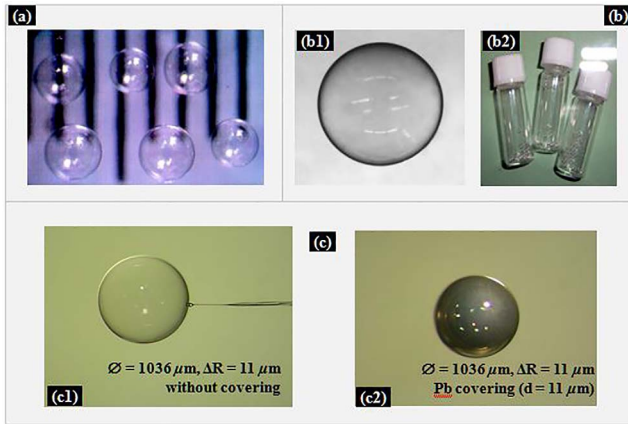 (a)
(b)
(b1)
(b2)
(c)
Ø = 1036 μm, ΔR = 11 μm
without covering
(c1)
Ø = 1036 μm, ΔR = 11 μm
Pb covering (d = 11 μm)
(c2)